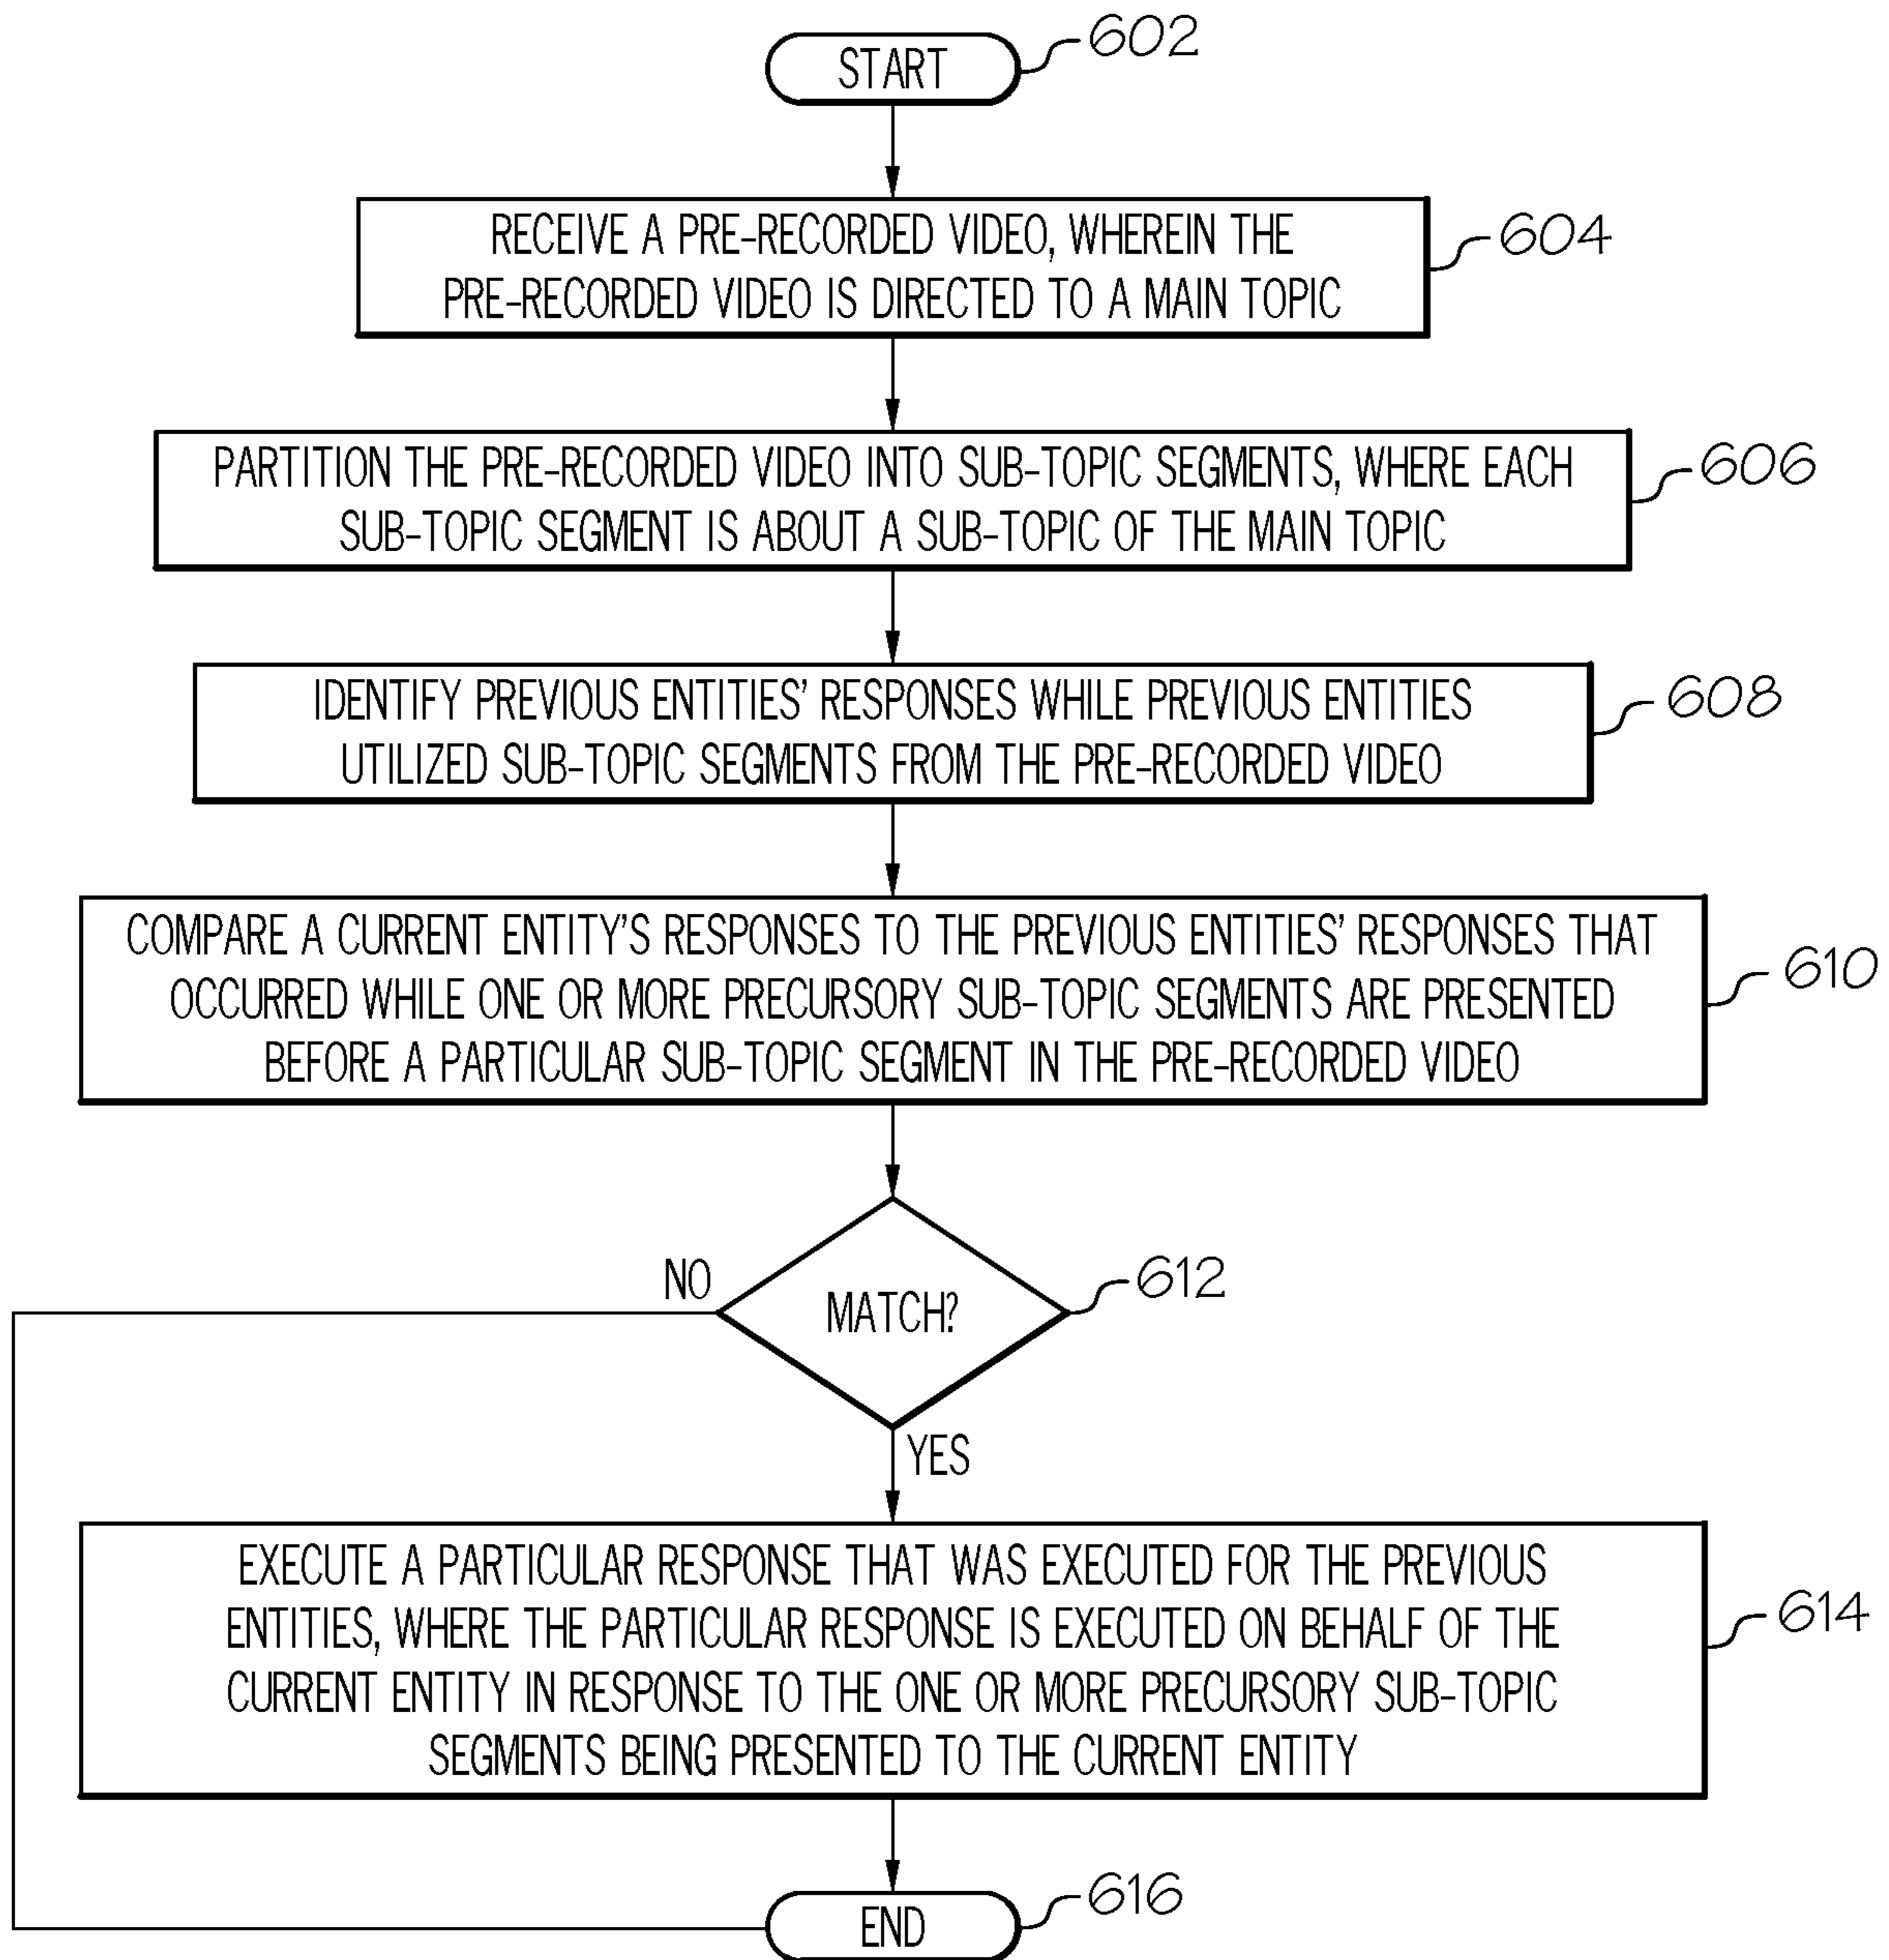 START
602
RECEIVE A PRE-RECORDED VIDEO, WHEREIN THE
PRE-RECORDED VIDEO IS DIRECTED TO A MAIN TOPIC
604
PARTITION THE PRE-RECORDED VIDEO INTO SUB-TOPIC SEGMENTS, WHERE EACH
SUB-TOPIC SEGMENT IS ABOUT A SUB-TOPIC OF THE MAIN TOPIC
606
IDENTIFY PREVIOUS ENTITIES' RESPONSES WHILE PREVIOUS ENTITIES
UTILIZED SUB-TOPIC SEGMENTS FROM THE PRE-RECORDED VIDEO
608
COMPARE A CURRENT ENTITY'S RESPONSES TO THE PREVIOUS ENTITIES' RESPONSES THAT
OCCURRED WHILE ONE OR MORE PRECURSORY SUB-TOPIC SEGMENTS ARE PRESENTED
BEFORE A PARTICULAR SUB-TOPIC SEGMENT IN THE PRE-RECORDED VIDEO
610
NO
MATCH?
612
YES
EXECUTE A PARTICULAR RESPONSE THAT WAS EXECUTED FOR THE PREVIOUS
ENTITIES, WHERE THE PARTICULAR RESPONSE IS EXECUTED ON BEHALF OF THE
CURRENT ENTITY IN RESPONSE TO THE ONE OR MORE PRECURSORY SUB-TOPIC
SEGMENTS BEING PRESENTED TO THE CURRENT ENTITY
614
END
616